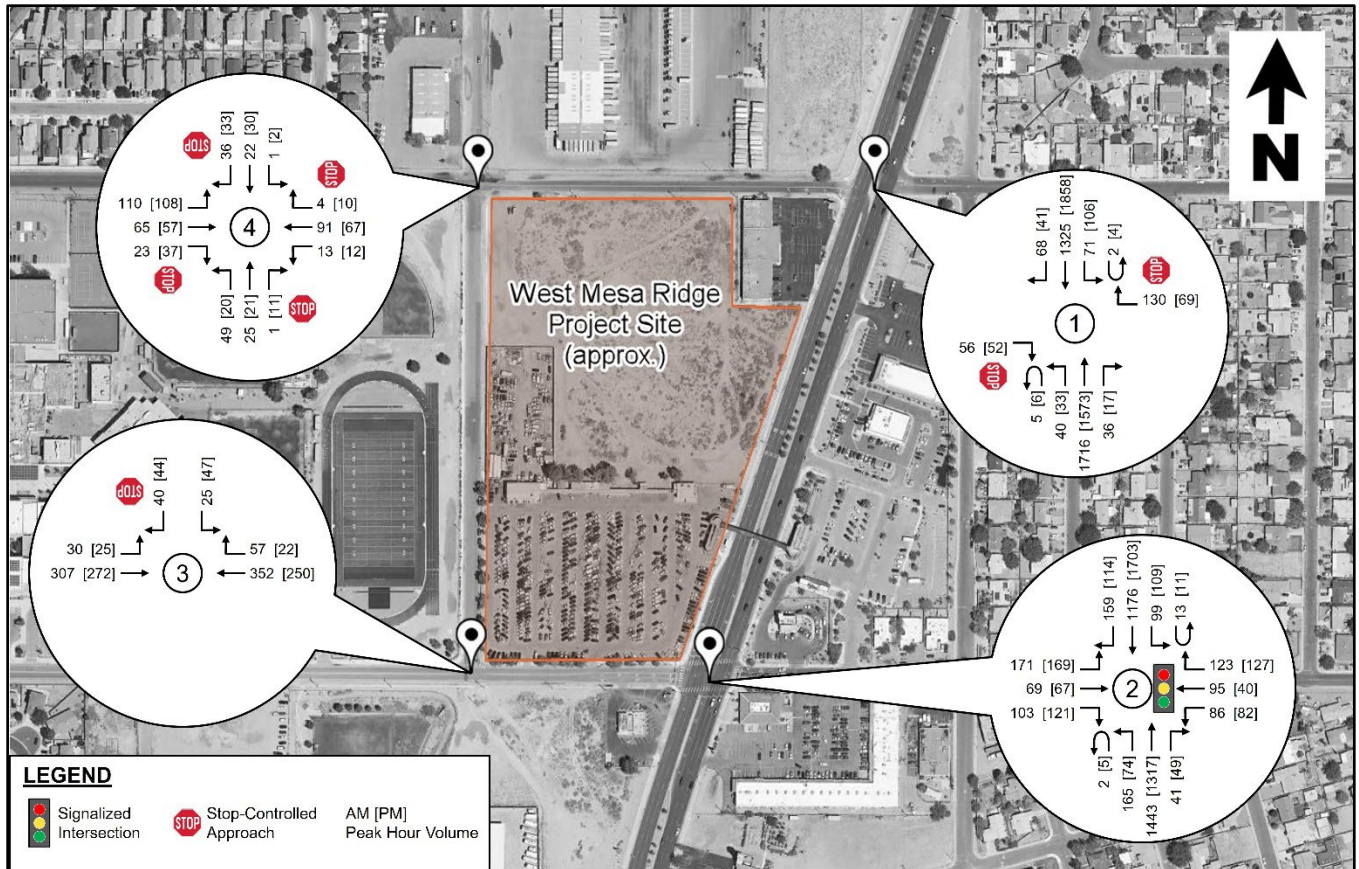 36 [33]
22 [30]
1 [2]
STOP
STOP
110 [108]
65 [57]
23 [37]
4
4 [10]
91 [67]
13 [12]
STOP
STOP
49 [20]
25 [21]
1 [11]
N
West Mesa Ridge
Project Site
(approx.)
68 [41]
1325 [1858]
71 [106]
2 [4]
STOP
130 [69]
1
56 [52]
STOP
5 [6]
40 [33]
1716 [1573]
36 [17]
STOP
40 [44]
25 [47]
30 [25]
307 [272]
3
57 [22]
352 [250]
159 [114]
1176 [1703]
99 [109]
13 [11]
171 [169]
69 [67]
103 [121]
2
123 [127]
95 [40]
86 [82]
2 [5]
165 [74]
1443 [1317]
41 [49]
LEGEND
Signalized
Intersection
STOP
Stop-Controlled
Approach
AM [PM]
Peak Hour Volume